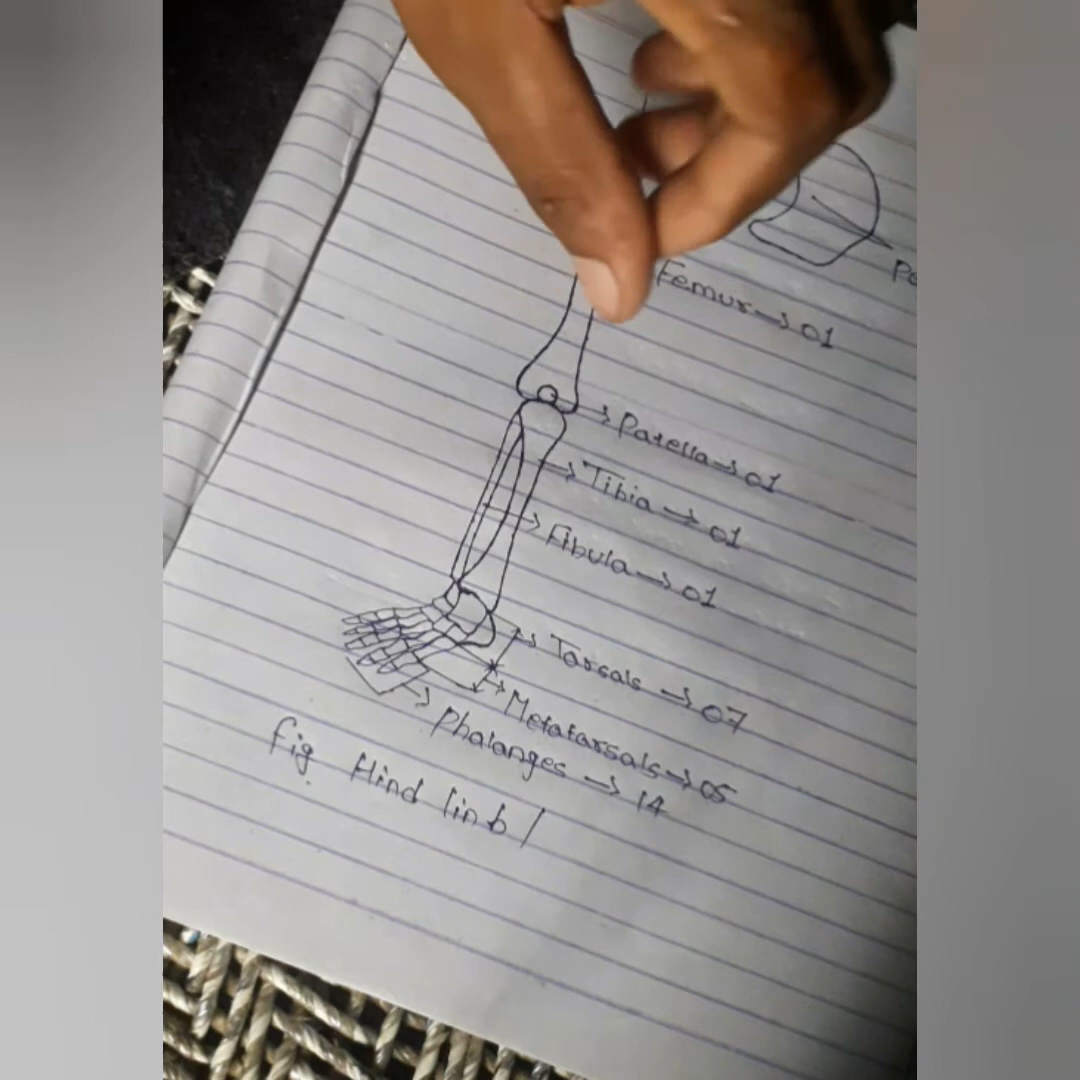 Femur → 01
Patella → 01
Tibia → 01
Fibula → 01
Tarsals → 07
Metatarsals → 05
Phalanges → 14
fig Hind limb